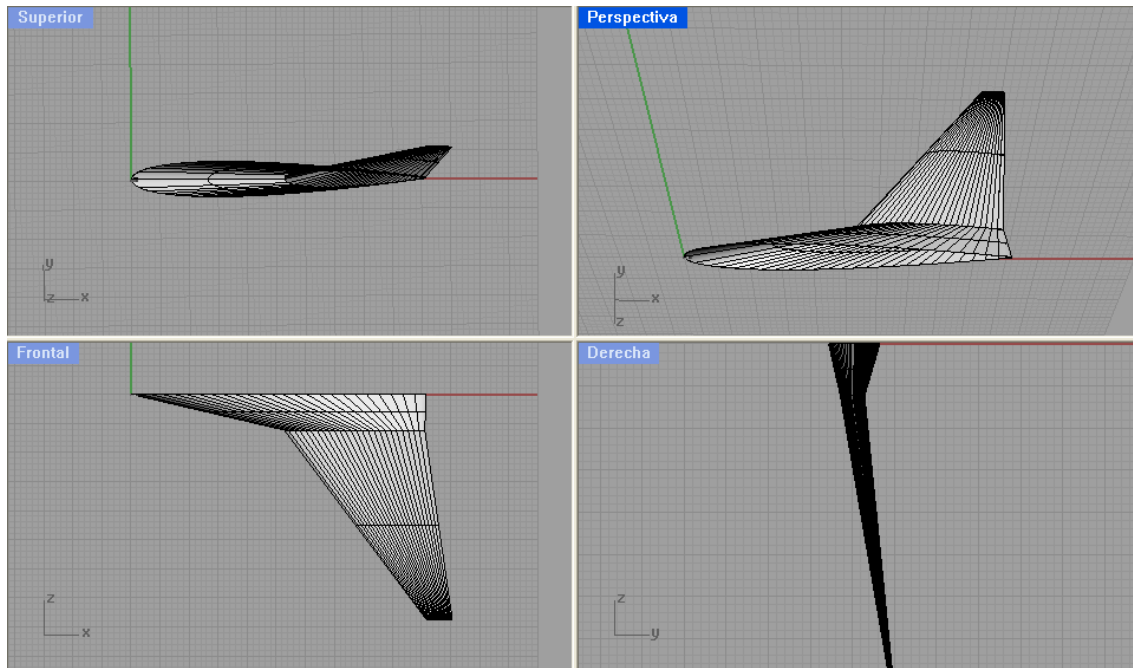 Superior
y
z x
Perspectiva
y
x
z
Frontal
z
x
Derecha
z
y